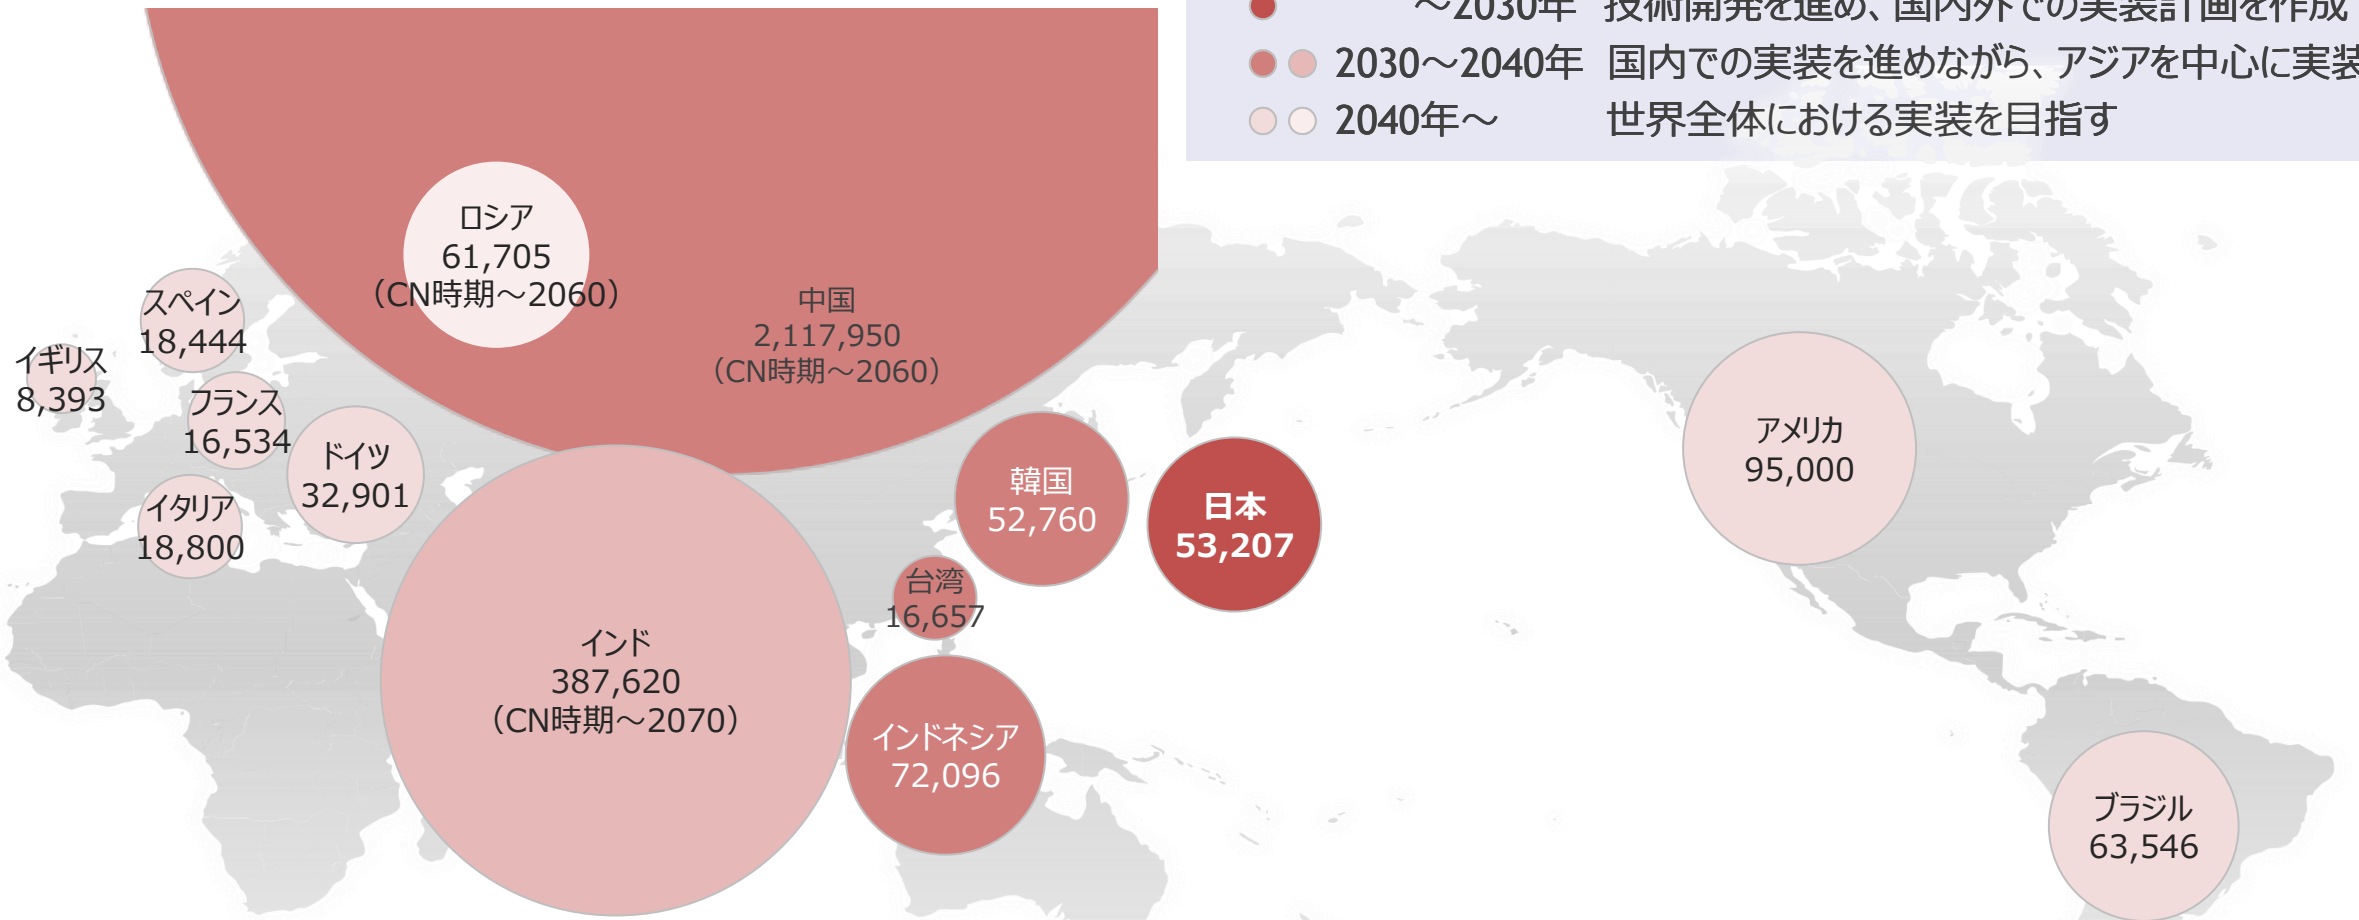 ～2030年 技術開発を進め、国内外での実装計画を作成
2030～2040年 国内での実装を進めながら、アジアを中心に実装
2040年～ 世界全体における実装を目指す
ロシア
61,705
（CN時期～2060）
中国
2,117,950
（CN時期～2060）
スペイン
18,444
イギリス
8,393
フランス
16,534
ドイツ
32,901
イタリア
18,800
韓国
52,760
日本
53,207
台湾
16,657
インド
387,620
（CN時期～2070）
インドネシア
72,096
アメリカ
95,000
ブラジル
63,546